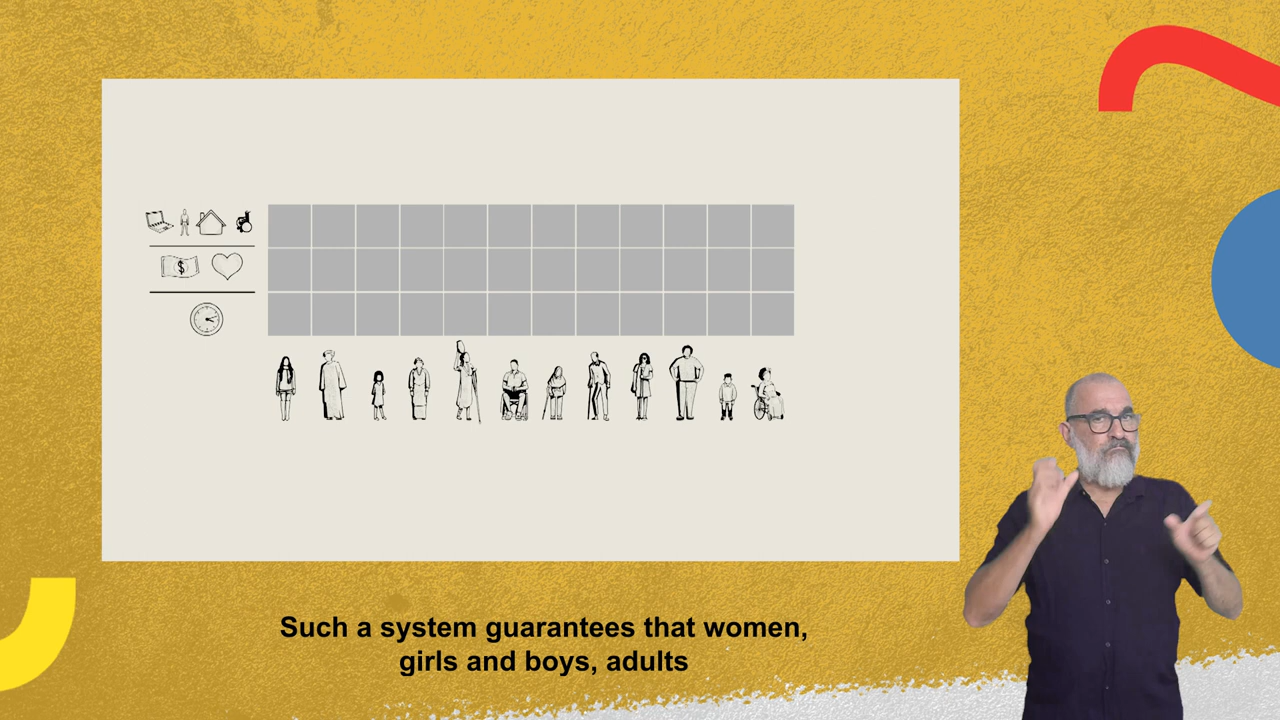 $
Such a system guarantees that women,
girls and boys, adults